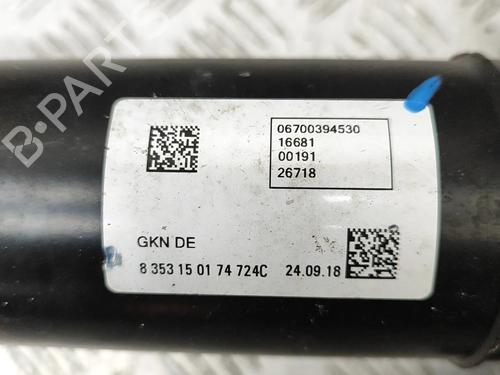 06700394530
16681
00191
26718
GKN DE
8 353 15 01 74 724C 24.09.18
B-PARTS